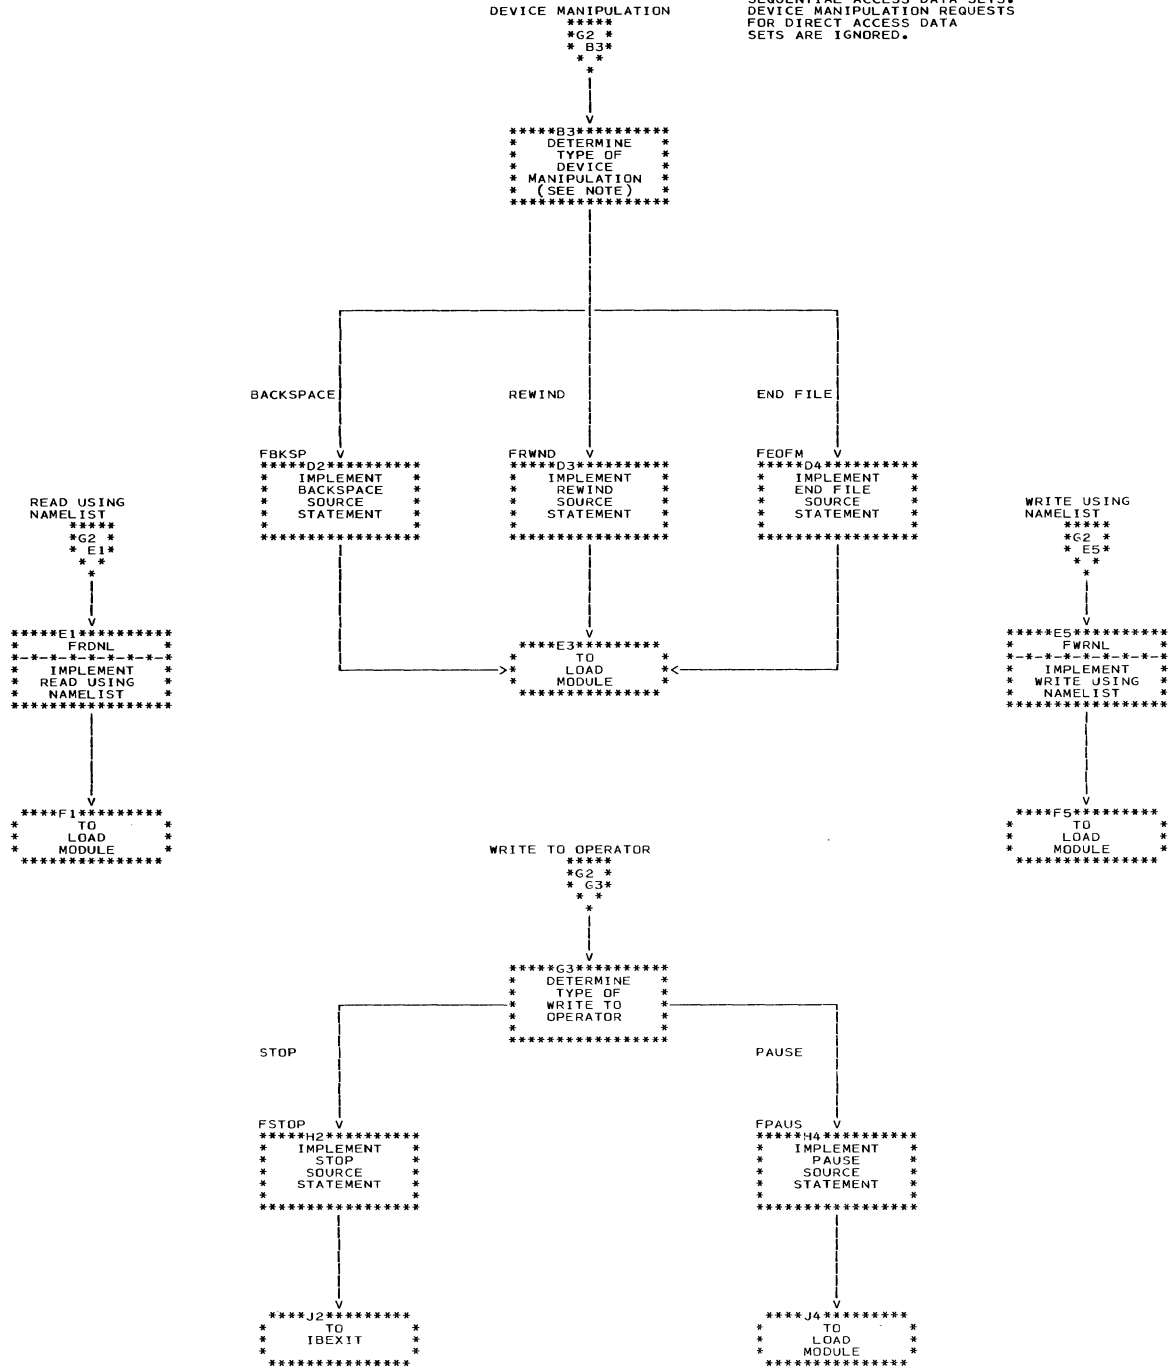 SEQUENTIAL ACCESS DATA SETS.
DEVICE MANIPULATION REQUESTS
FOR DIRECT ACCESS DATA
SETS ARE IGNORED.
DEVICE MANIPULATION
G2
B3
B3
DETERMINE
TYPE OF
DEVICE
MANIPULATION
(SEE NOTE)
BACKSPACE
REWIND
END FILE
FBKSP
D2
IMPLEMENT
BACKSPACE
SOURCE
STATEMENT
FRWND
D3
IMPLEMENT
REWIND
SOURCE
STATEMENT
FEOFM
D4
IMPLEMENT
END FILE
SOURCE
STATEMENT
READ USING
NAMELIST
G2
E1
E1
FRDNL
IMPLEMENT
READ USING
NAMELIST
E3
TO
LOAD
MODULE
WRITE USING
NAMELIST
G2
E5
E5
FWRNL
IMPLEMENT
WRITE USING
NAMELIST
F1
TO
LOAD
MODULE
F5
TO
LOAD
MODULE
WRITE TO OPERATOR
G2
G3
G3
DETERMINE
TYPE OF
WRITE TO
OPERATOR
STOP
PAUSE
FSTOP
H2
IMPLEMENT
STOP
SOURCE
STATEMENT
FPAUS
H4
IMPLEMENT
PAUSE
SOURCE
STATEMENT
J2
TO
IBEXIT
J4
TO
LOAD
MODULE